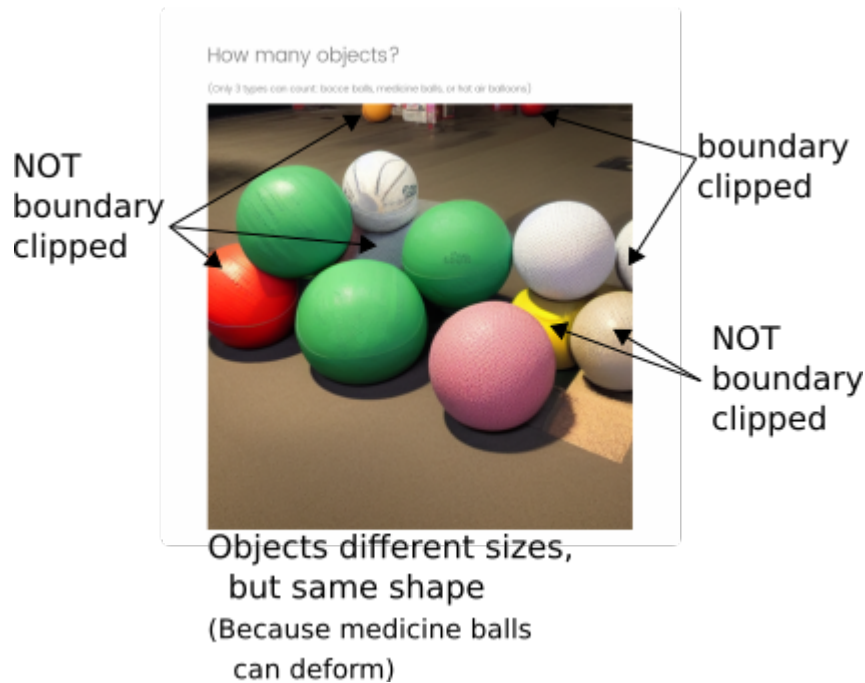 How many objects?
(Only 3 types can count: bocce balls, medicine balls, or hot air balloons)
NOT
boundary
clipped
boundary
clipped
NOT
boundary
clipped
Objects different sizes,
but same shape
(Because medicine balls
can deform)